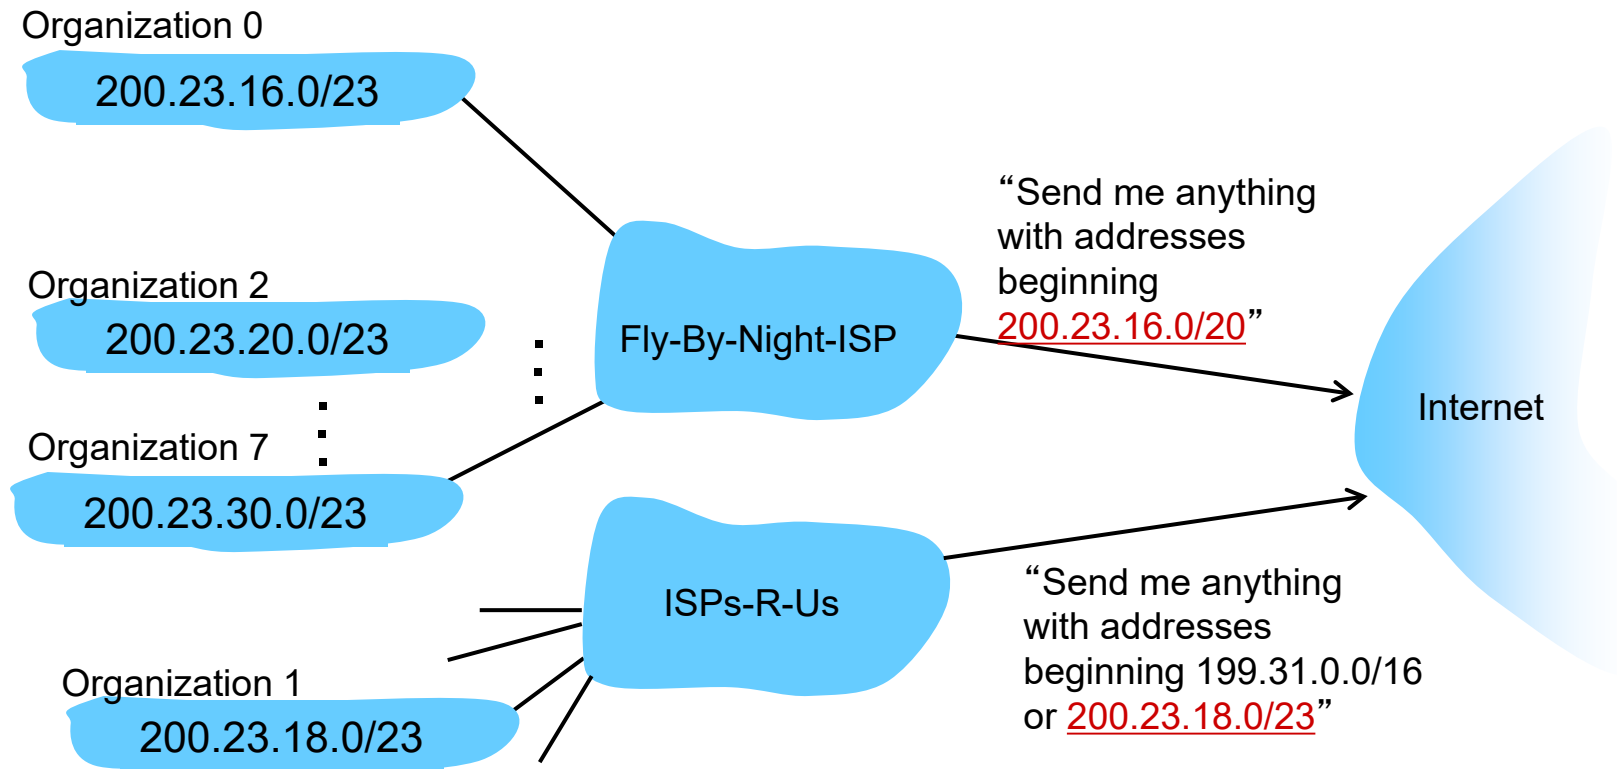 Organization 0
200.23.16.0/23
Organization 2
200.23.20.0/23
Organization 7
200.23.30.0/23
Organization 1
200.23.18.0/23
Fly-By-Night-ISP
ISPs-R-Us
“Send me anything
with addresses
beginning
200.23.16.0/20”
“Send me anything
with addresses
beginning 199.31.0.0/16
or 200.23.18.0/23”
Internet